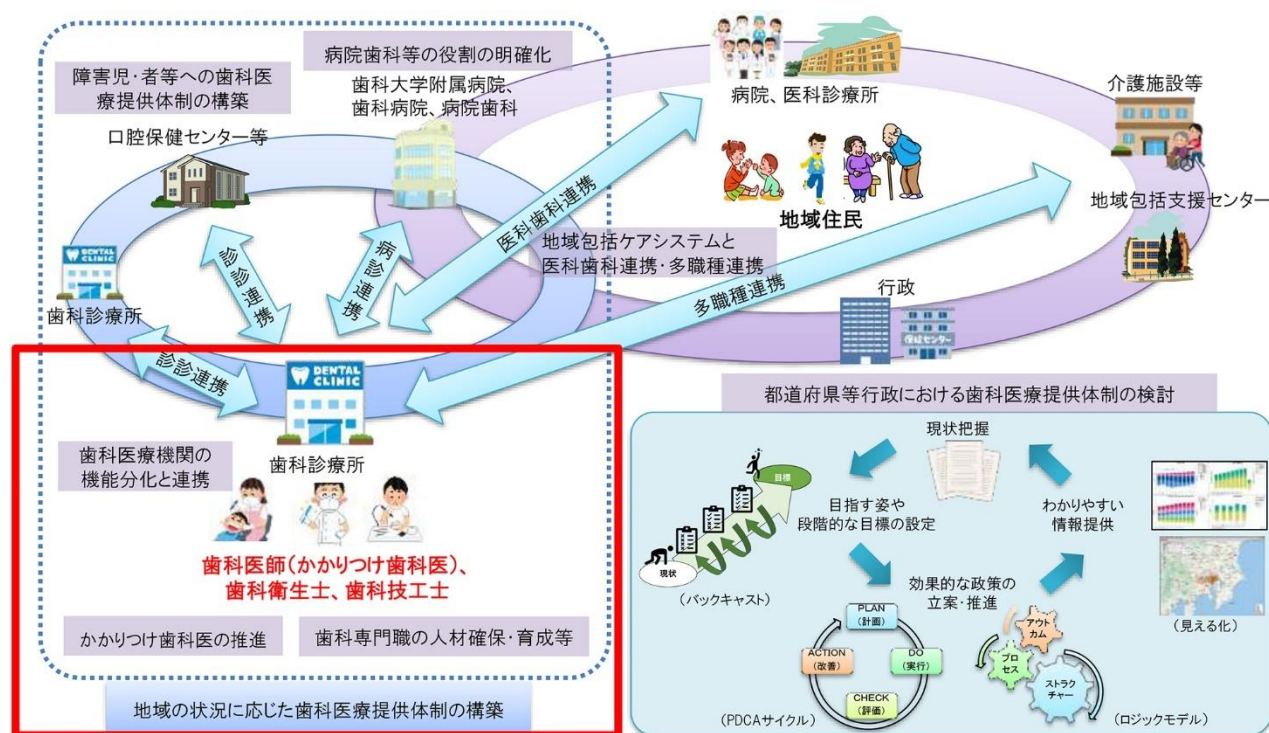 病院歯科等の役割の明確化
歯科大学附属病院、
歯科病院、病院歯科
障害児・者等への歯科医
療提供体制の構築
口腔保健センター等
病院、医科診療所
介護施設等
地域住民
地域包括支援センター
医科歯科連携
地域包括ケアシステムと
医科歯科連携・多職種連携
多職種連携
行政
保健センター
DENTAL
CLINIC
歯科診療所
診診連携
病診連携
診診連携
DENTAL
CLINIC
歯科診療所
歯科医療機関の
機能分化と連携
歯科医師(かかりつけ歯科医)、
歯科衛生士、歯科技工士
かかりつけ歯科医の推進
歯科専門職の人材確保・育成等
地域の状況に応じた歯科医療提供体制の構築
都道府県等行政における歯科医療提供体制の検討
現状把握
目標
現状
(バックキャスト)
目指す姿や
段階的な目標の設定
わかりやすい
情報提供
(見える化)
効果的な政策の
立案・推進
PLAN
(計画)
ACTION
(改善)
DO
(実行)
CHECK
(評価)
(PDCAサイクル)
アウト
カム
プロ
セス
ストラク
チャー
(ロジックモデル)